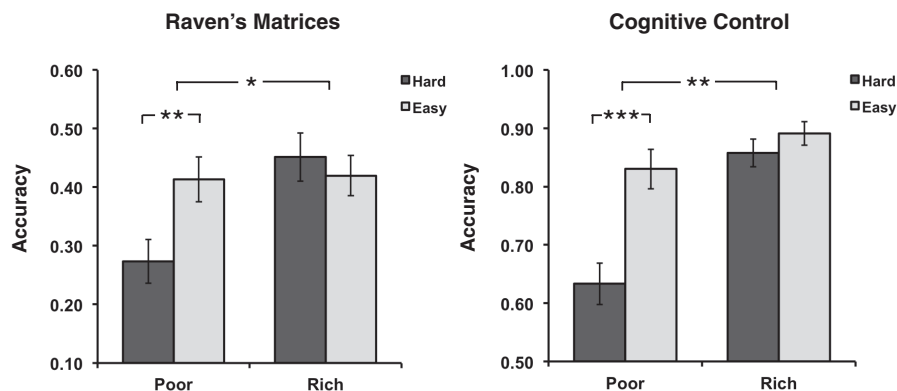 Raven's Matrices
0.60
0.50
0.40
0.30
0.20
0.10
Accuracy
*
**
Hard
Easy
Poor
Rich
Cognitive Control
1.00
0.90
0.80
0.70
0.60
0.50
Accuracy
**
***
Hard
Easy
Poor
Rich